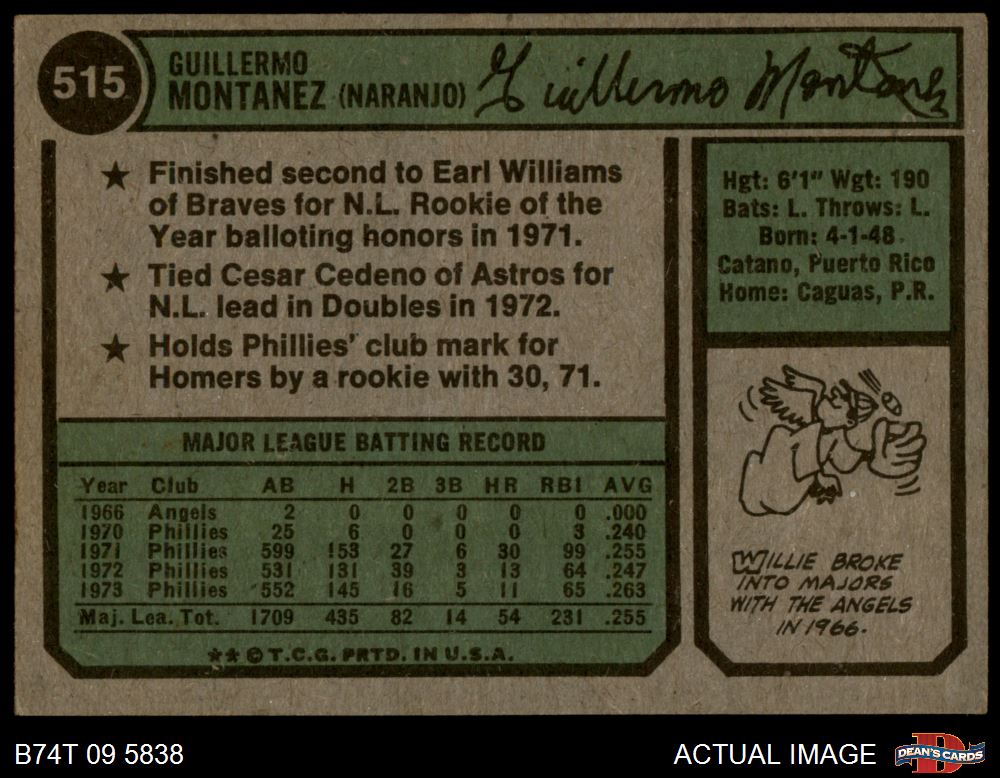 515
GUILLERMO
MONTANEZ (NARANJO)
Guillermo Montanez
★ Finished second to Earl Williams
of Braves for N.L. Rookie of the
Year balloting honors in 1971.
★ Tied Cesar Cedeno of Astros for
N.L. lead in Doubles in 1972.
★ Holds Phillies' club mark for
Homers by a rookie with 30, 71.
MAJOR LEAGUE BATTING RECORD
Year Club AB H 2B 3B HR RBI AVG
1966 Angels 2 0 0 0 0 0 .000
1970 Phillies 25 6 0 0 0 3 .240
1971 Phillies 599 153 27 6 30 99 .255
1972 Phillies 531 131 39 3 13 64 .247
1973 Phillies 552 145 16 5 11 65 .263
Maj. Lea. Tot. 1709 435 82 14 54 231 .255
★★ © T.C.G. PRTD. IN U.S.A.
Hgt: 6'1" Wgt: 190
Bats: L. Throws: L.
Born: 4-1-48
Catano, Puerto Rico
Home: Caguas, P.R.
WILLIE BROKE
INTO MAJORS
WITH THE ANGELS
IN 1966.
B74T 09 5838
ACTUAL IMAGE
DEAN'S CARDS